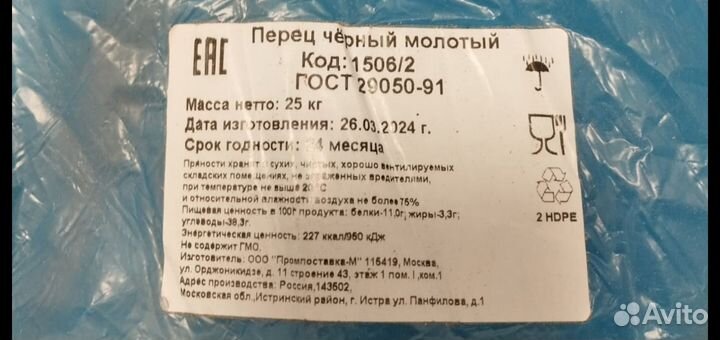 ЕАС
Перец чёрный молотый
Код: 1506/2
ГОСТ 29050-91
Масса нетто: 25 кг
Дата изготовления: 26.03.2024 г.
Срок годности: 24 месяца
Пряности хранят в сухих, чистых, хорошо вентилируемых
складских помещениях, не зараженных вредителями,
при температуре не выше 20°С
и относительной влажности воздуха не более 75%
Пищевая ценность в 100г продукта: белки-11,0г; жиры-3,3г;
углеводы-38,3г.
Энергетическая ценность: 227 ккал/950 кДж
Не содержит ГМО.
Изготовитель: ООО "Промпоставка-М" 115419, Москва,
ул. Орджоникидзе, д. 11 строение 43, этаж 1 пом. I ,ком.1
Адрес производства: Россия,143502,
Московская обл.,Истринский район, г. Истра ул. Панфилова, д.1
2 HDPE
Avito